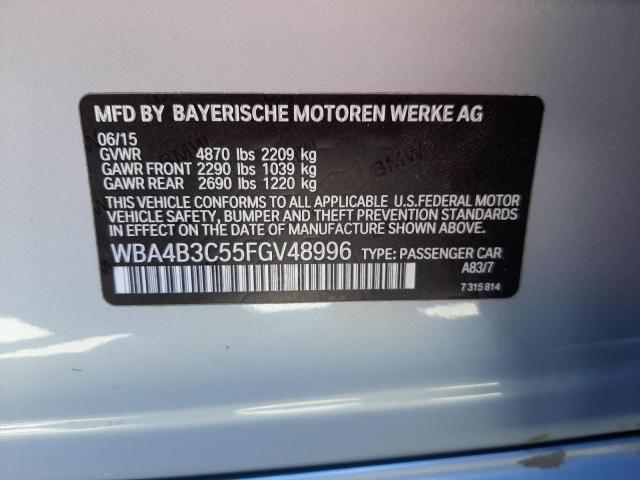 MFD BY BAYERISCHE MOTOREN WERKE AG
06/15
GVWR 4870 lbs 2209 kg
GAWR FRONT 2290 lbs 1039 kg
GAWR REAR 2690 lbs 1220 kg
THIS VEHICLE CONFORMS TO ALL APPLICABLE U.S.FEDERAL MOTOR
VEHICLE SAFETY, BUMPER AND THEFT PREVENTION STANDARDS
IN EFFECT ON THE DATE OF MANUFACTURE SHOWN ABOVE.
WBA4B3C55FGV48996 TYPE: PASSENGER CAR
A83/7
7 315 814
BMW